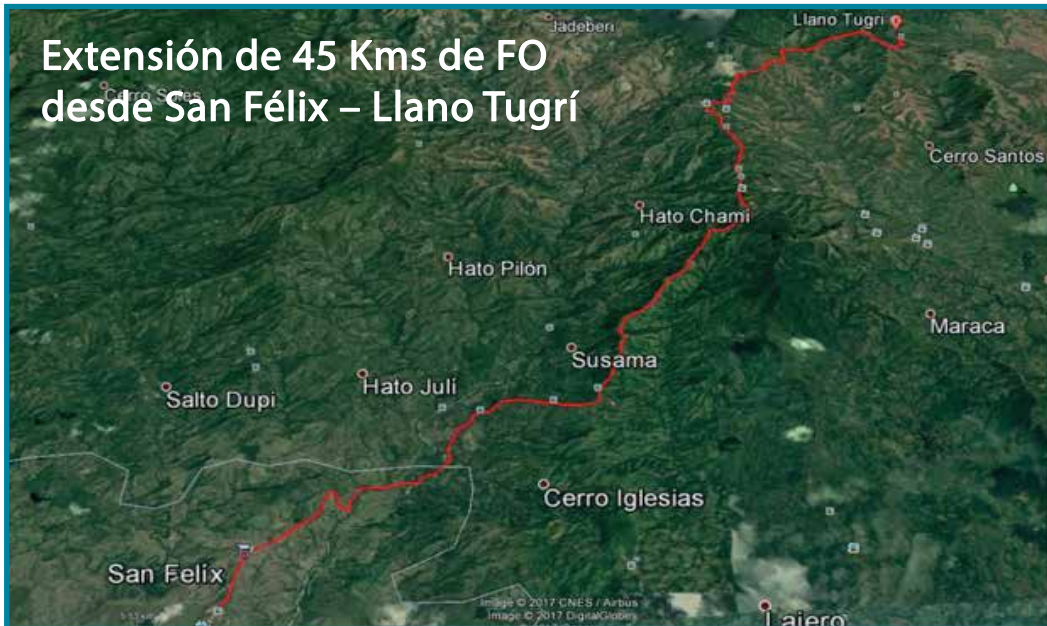 Extensión de 45 Kms de FO
desde San Félix – Llano Tugrí
Jadeberi
Llano Tugri
Cerro Santos
Hato Chami
Hato Pilón
Maraca
Susama
Hato Julí
Salto Dupi
Cerro Iglesias
San Felix
Image © 2017 CNES / Airbus
Image © 2017 DigitalGlobe
Lajero